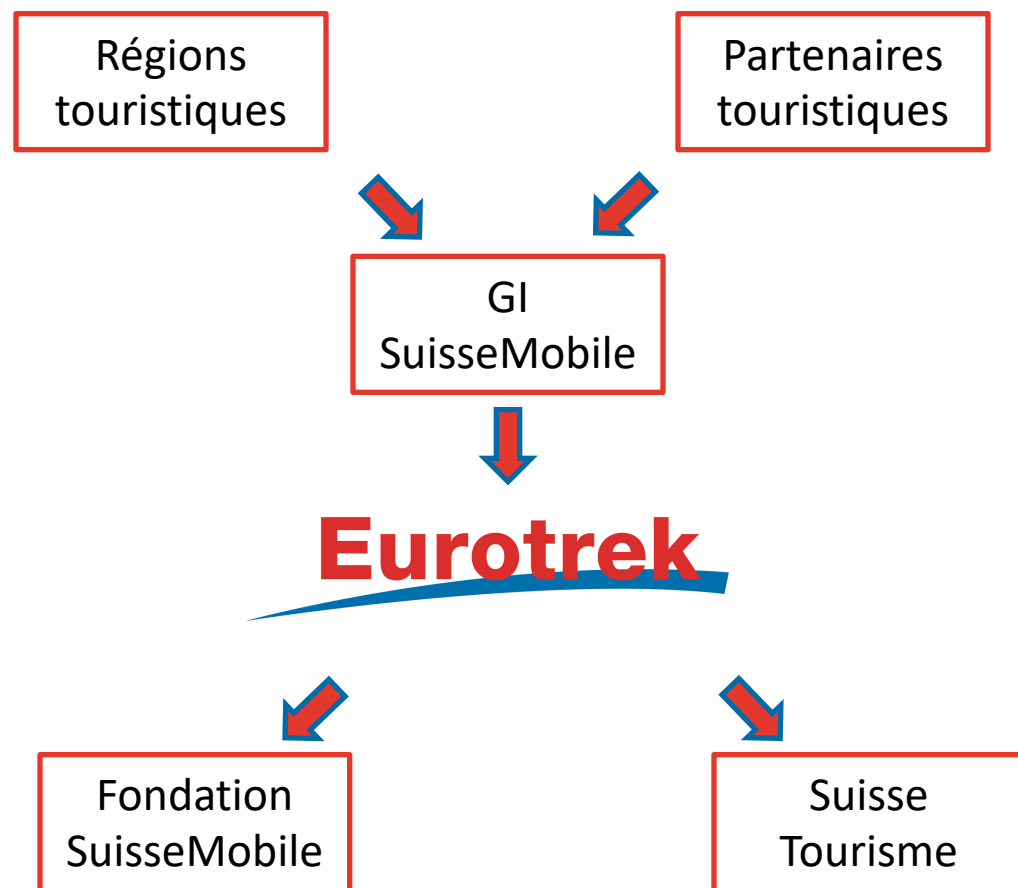 Régions
touristiques
Partenaires
touristiques
GI
SuisseMobile
Eurotrek
Fondation
SuisseMobile
Suisse
Tourisme